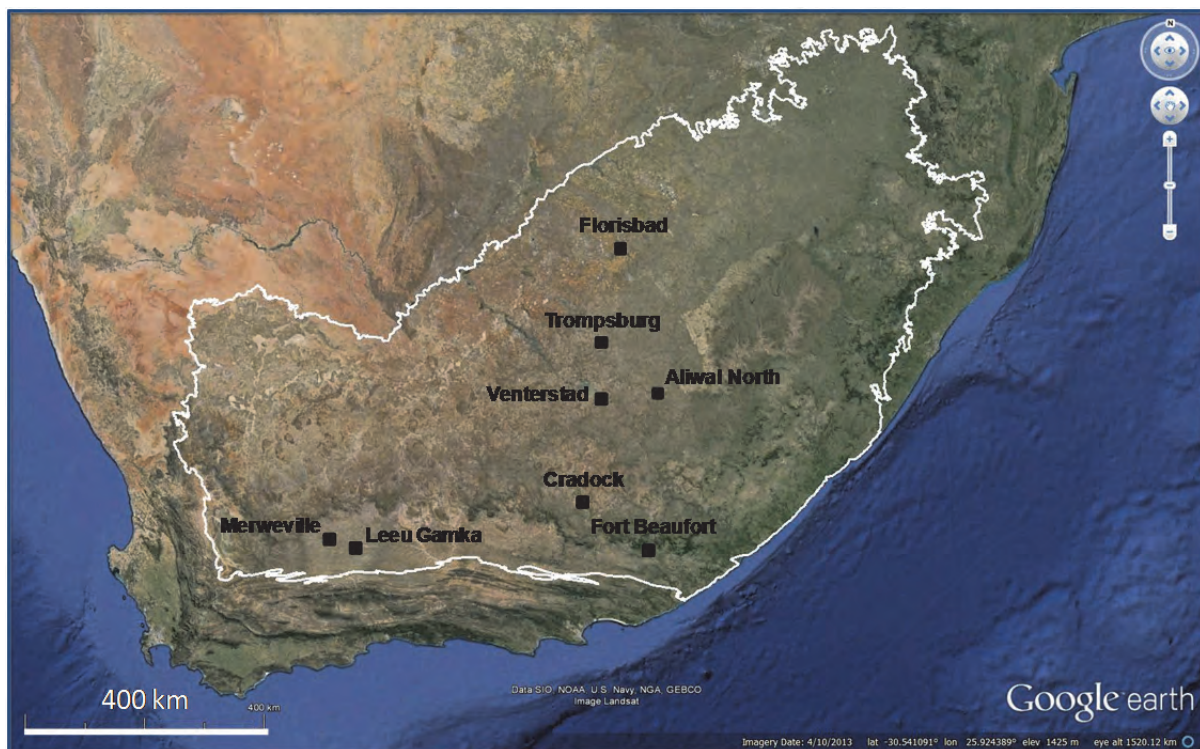 N
Florisbad
Trompsburg
Aliwal North
Venterstad
Cradock
Fort Beaufort
Merweville
Leeu Gamka
400 km
400 km
Data SIO, NOAA, U.S. Navy, NGA, GEBCO
Image Landsat
Google earth
Imagery Date: 4/10/2013 lat -30.541091° lon 25.924389° elev 1425 m eye alt 1520.12 km